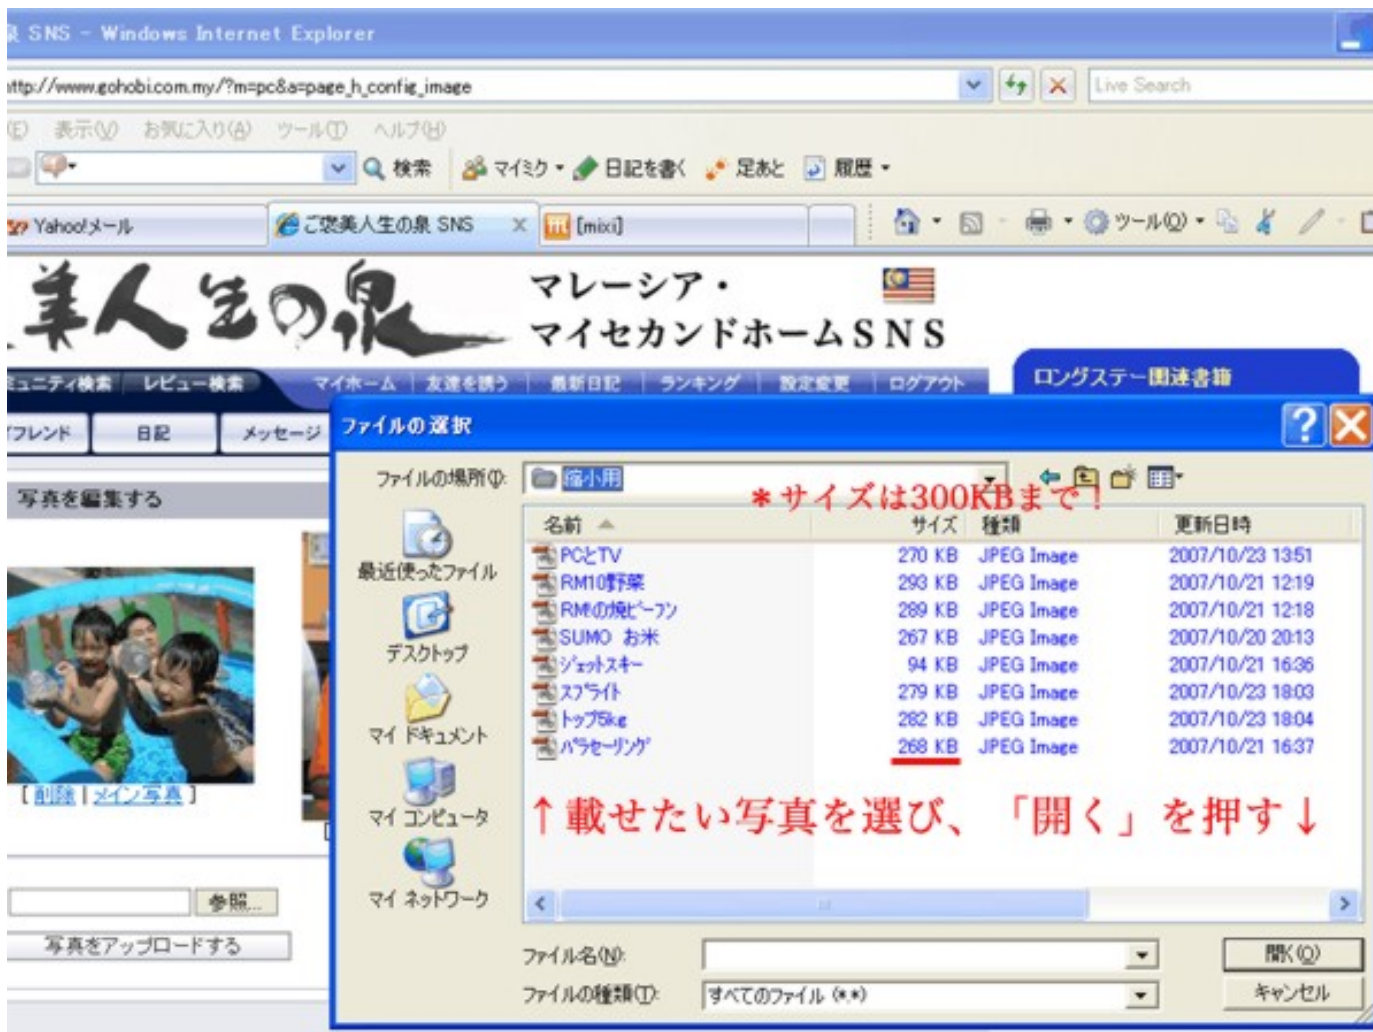 SNS - Windows Internet Explorer
http://www.gohobi.com.my/?m=pc&a=page_h_config_image
Live Search
(E) 表示(V) お気に入り(A) ツール(T) ヘルプ(H)
検索 マイミク 日記を書く 足あと 履歴
Yahoo!メール ご褒美人生の泉 SNS [mixi] ツール(O)
美人生の泉
マレーシア・
マイセカンドホームSNS
ミュニティ検索 レビュー検索 マイホーム 友達を誘う 最新日記 ランキング 設定変更 ログアウト
ロングステー関連書籍
イフレンド 日記 メッセージ
写真を編集する
[ 削除 | メイン写真 ]
参照...
写真をアップロードする
ファイルの選択
ファイルの場所(I): 縮小用
*サイズは300KBまで!
名前 サイズ 種類 更新日時
PCとTV 270 KB JPEG Image 2007/10/23 13:51
RM10野菜 293 KB JPEG Image 2007/10/21 12:19
RM1の焼ビーフン 289 KB JPEG Image 2007/10/21 12:18
SUMO お米 267 KB JPEG Image 2007/10/20 20:13
ジェットスキー 94 KB JPEG Image 2007/10/21 16:36
スプライト 279 KB JPEG Image 2007/10/23 18:03
トップ5kg 282 KB JPEG Image 2007/10/23 18:04
パラセーリング 268 KB JPEG Image 2007/10/21 16:37
最近使ったファイル
デスクトップ
マイ ドキュメント
マイ コンピュータ
マイ ネットワーク
↑載せたい写真を選び、「開く」を押す↓
ファイル名(N): 開く(O)
ファイルの種類(T): すべてのファイル (*.*) キャンセル